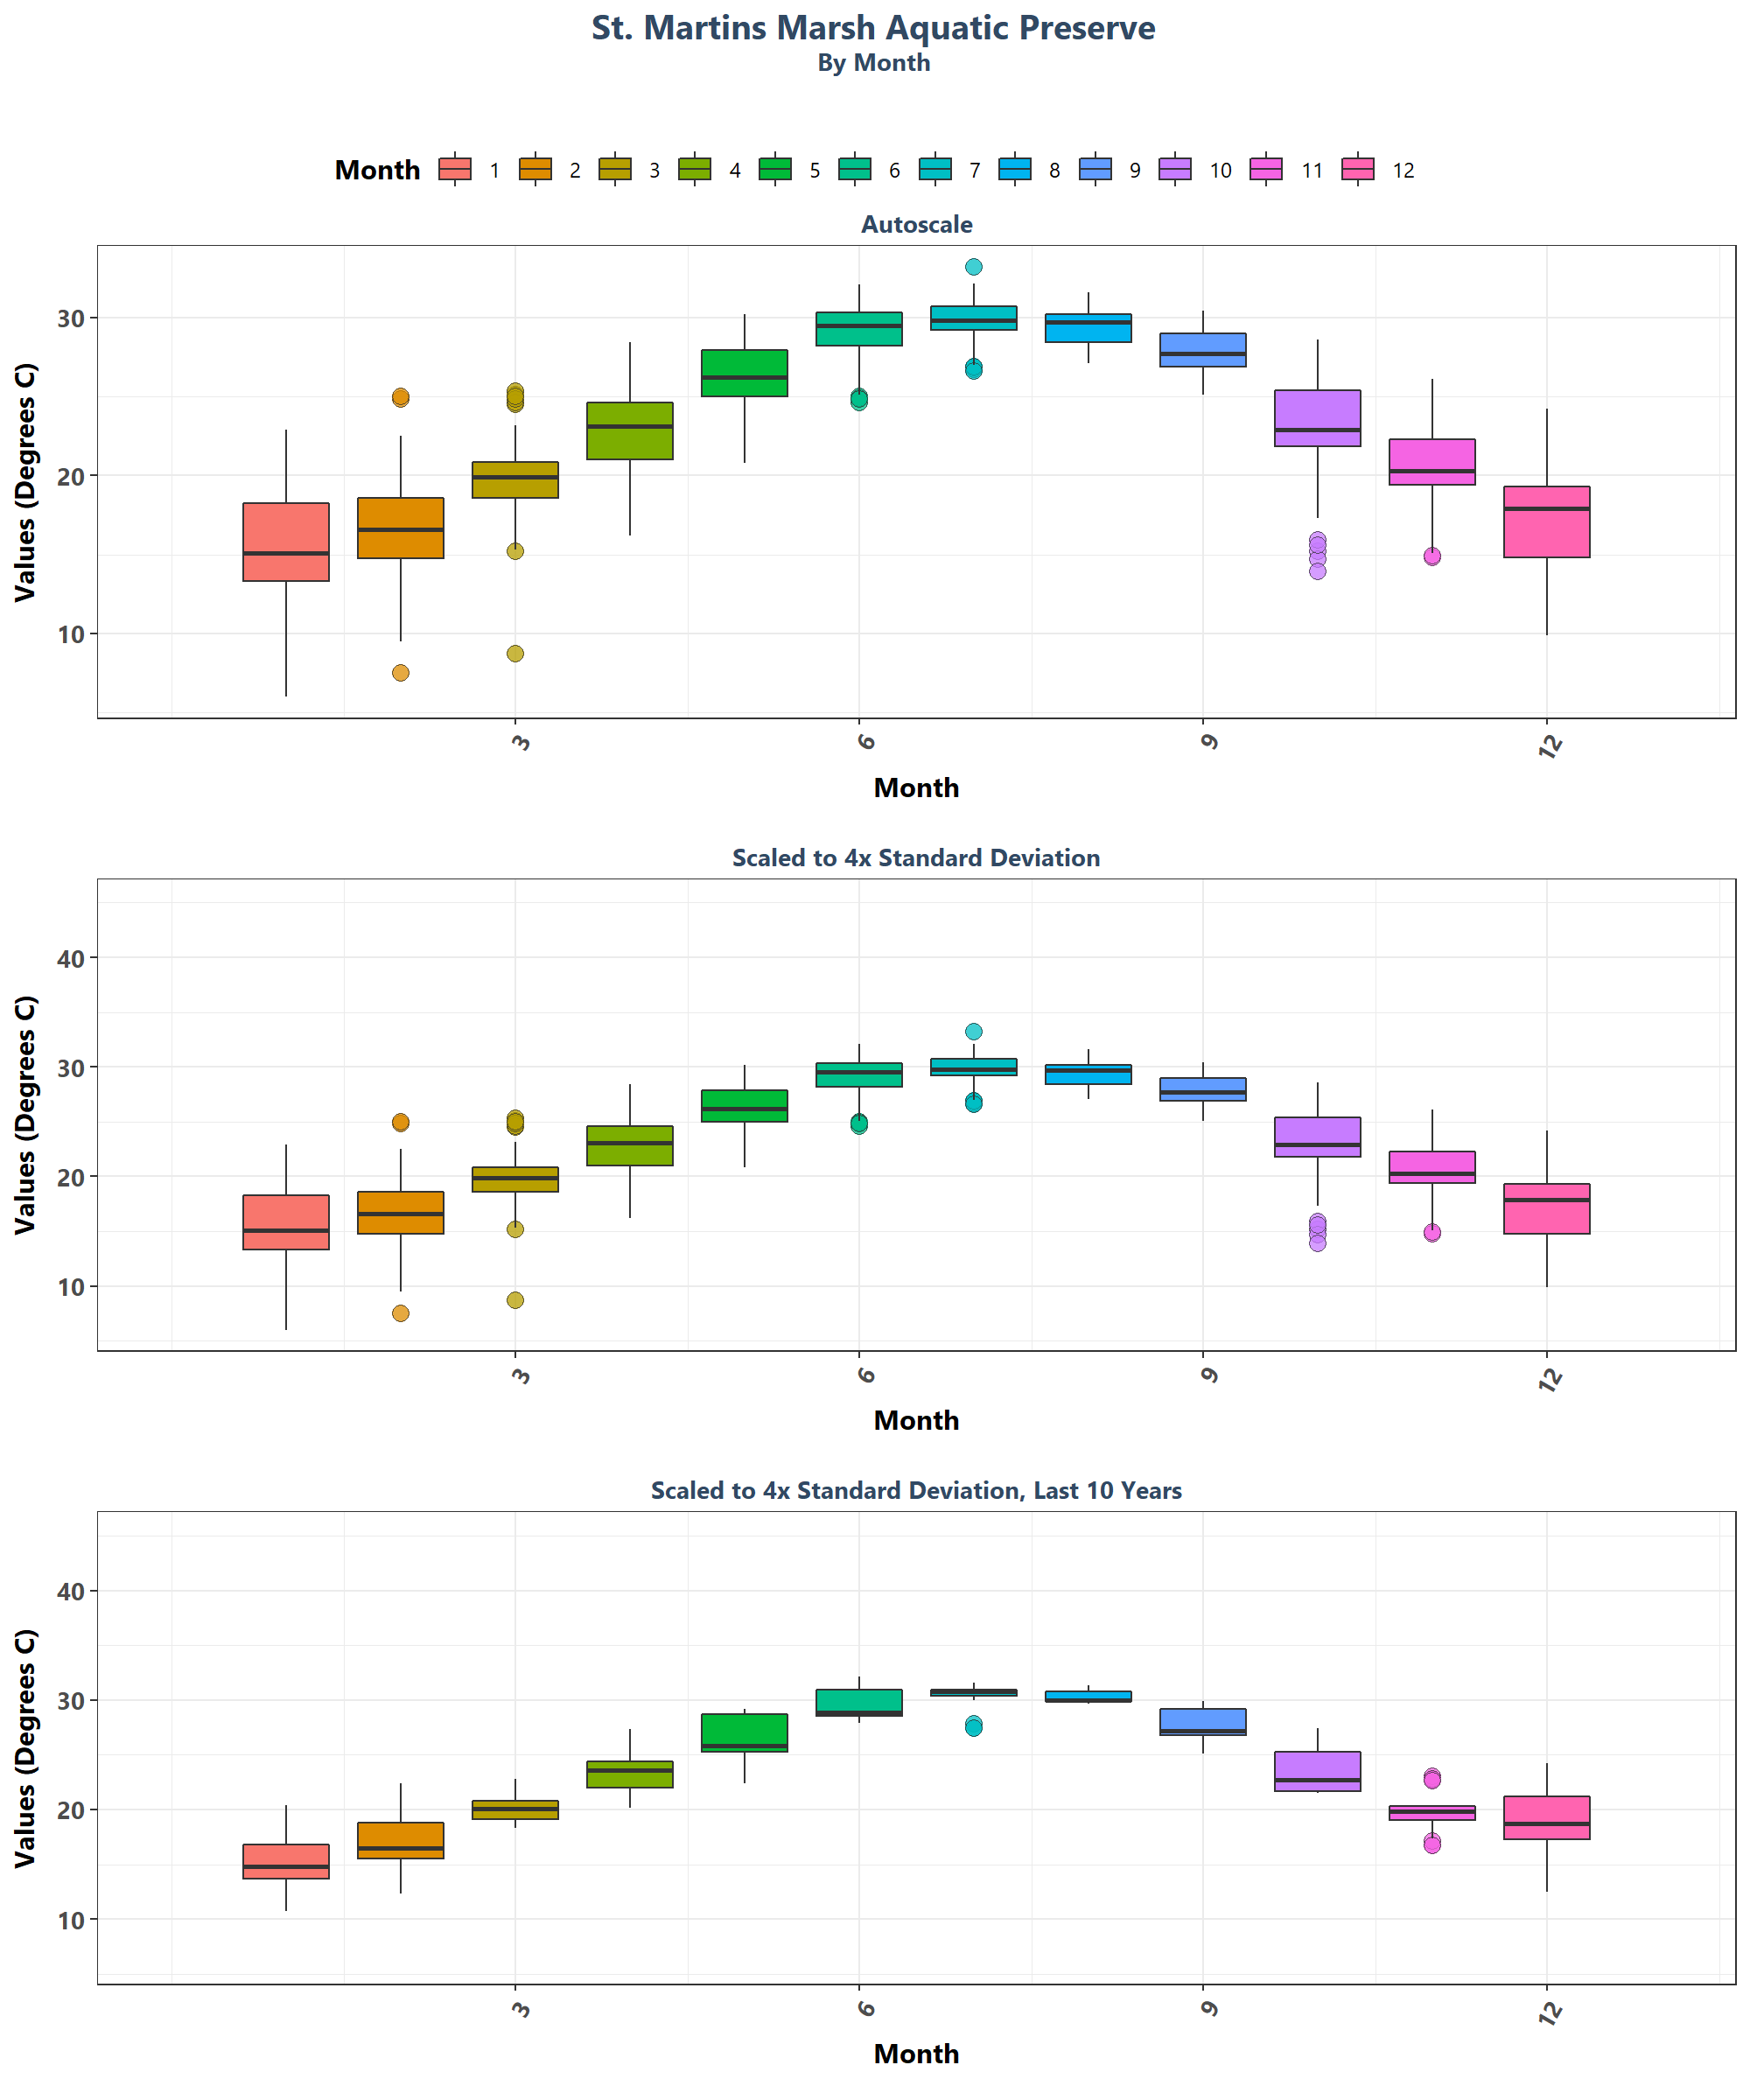 St. Martins Marsh Aquatic Preserve
By Month
Month 1 2 3 4 5 6 7 8 9 10 11 12
Autoscale
Values (Degrees C)
30
20
10
3 6 9 12
Month
Scaled to 4x Standard Deviation
Values (Degrees C)
40
30
20
10
3 6 9 12
Month
Scaled to 4x Standard Deviation, Last 10 Years
Values (Degrees C)
40
30
20
10
3 6 9 12
Month